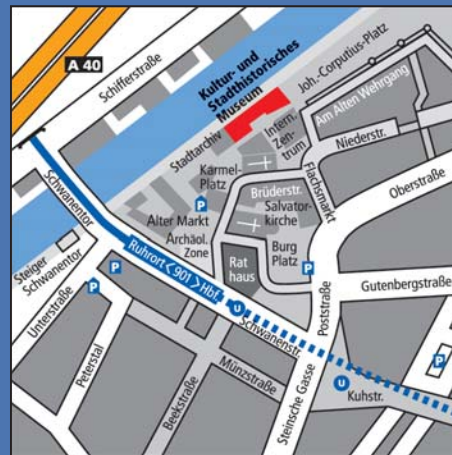 A 40
Schifferstraße
Kultur- und
Stadthistorisches
Museum
Joh.-Corputius-Platz
Am Alten Wehrgang
Stadtarchiv
Intern.
Zen-
trum
Niederstr.
Karmel-
Platz
Flachsmarkt
Oberstraße
Schwanentor
P
Brüderstr.
Salvator-
kirche
Alter Markt
Archäol.
Zone
Burg
Platz
P
Rat
haus
Steiger
Schwanentor
Ruhrort <901> Hbf.
P
P
U
Gutenbergstraße
Unterstraße
Peterstal
Schwanenstr.
Poststraße
Münzstraße
Beekstraße
Steinsche Gasse
U
Kuhstr.
P